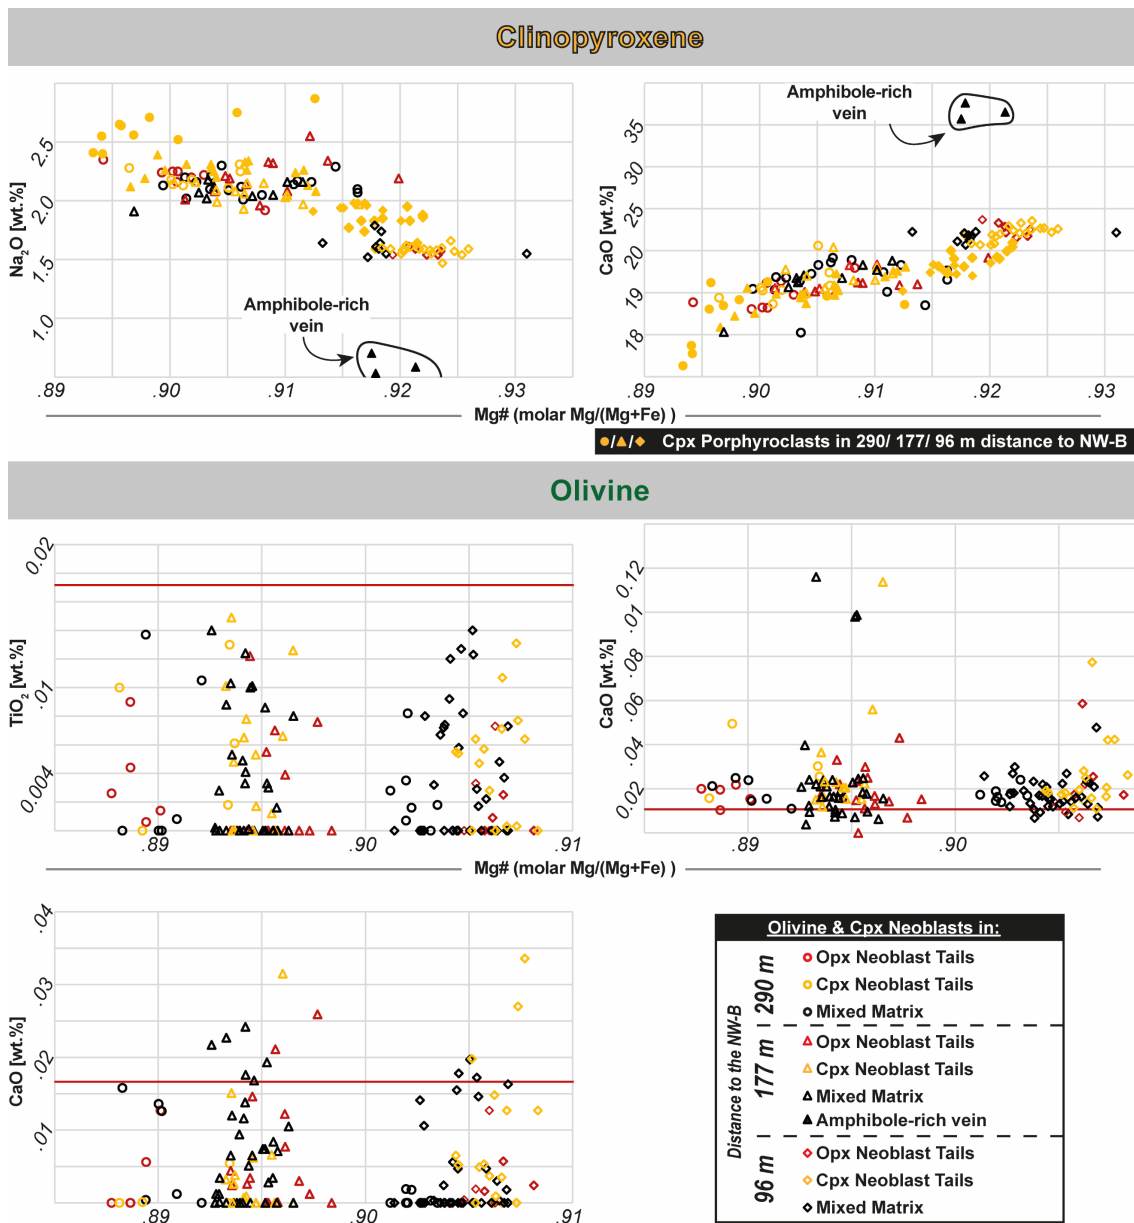 Clinopyroxene
Na2O [wt.%]
2.5
2.0
1.5
1.0
Amphibole-rich
vein
.89
.90
.91
.92
.93
CaO [wt.%]
35
30
25
20
19
18
Amphibole-rich
vein
.89
.90
.91
.92
.93
Mg# (molar Mg/(Mg+Fe) )
●/▲/◆ Cpx Porphyroclasts in 290/ 177/ 96 m distance to NW-B
Olivine
TiO2 [wt.%]
0.02
.01
0.004
.89
.90
.91
CaO [wt.%]
0.12
.01
.08
.06
.04
0.02
.89
.90
Mg# (molar Mg/(Mg+Fe) )
CaO [wt.%]
.04
.03
.02
.01
.89
.90
.91
Olivine & Cpx Neoblasts in:
Distance to the NW-B
290 m
Opx Neoblast Tails
Cpx Neoblast Tails
Mixed Matrix
177 m
Opx Neoblast Tails
Cpx Neoblast Tails
Mixed Matrix
Amphibole-rich vein
96 m
Opx Neoblast Tails
Cpx Neoblast Tails
Mixed Matrix